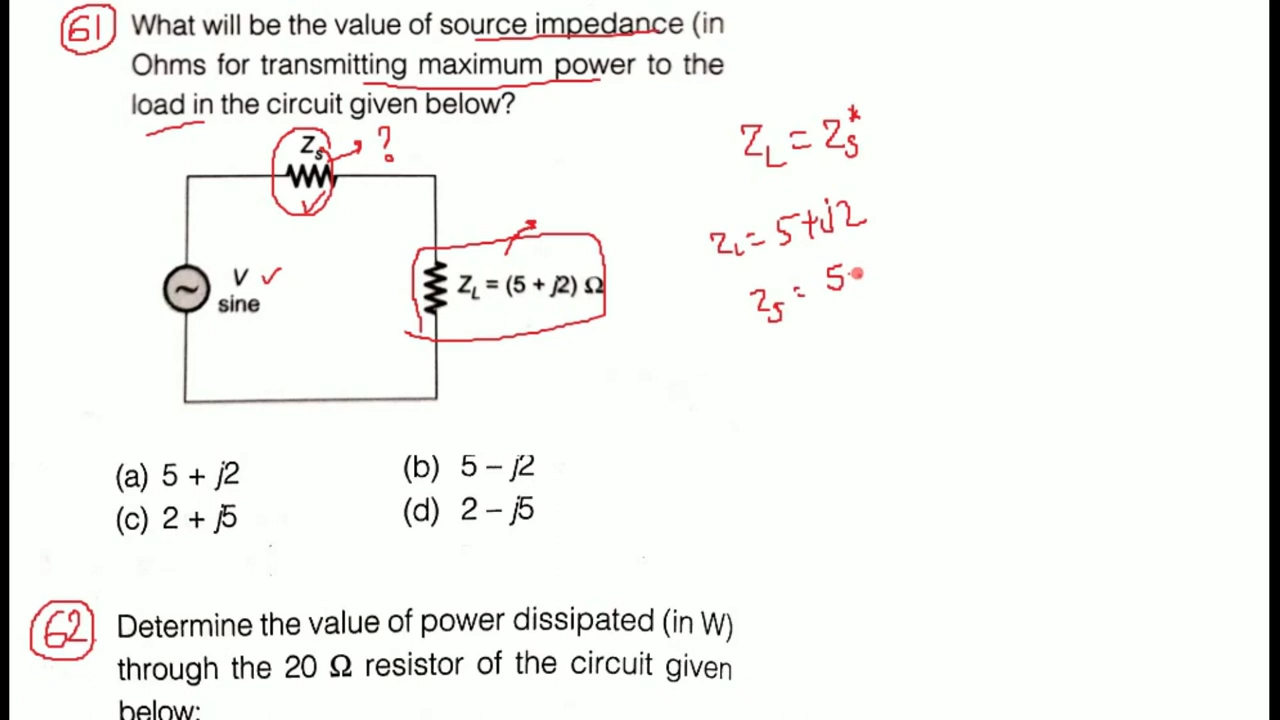 61 What will be the value of source impedance (in
Ohms for transmitting maximum power to the
load in the circuit given below?
Zs ?
V
sine
ZL = (5 + j2) Ω
ZL = Zs*
ZL = 5+j2
Zs = 5
(a) 5 + j2 (b) 5 – j2
(c) 2 + j5 (d) 2 – j5
62 Determine the value of power dissipated (in W)
through the 20 Ω resistor of the circuit given
below: